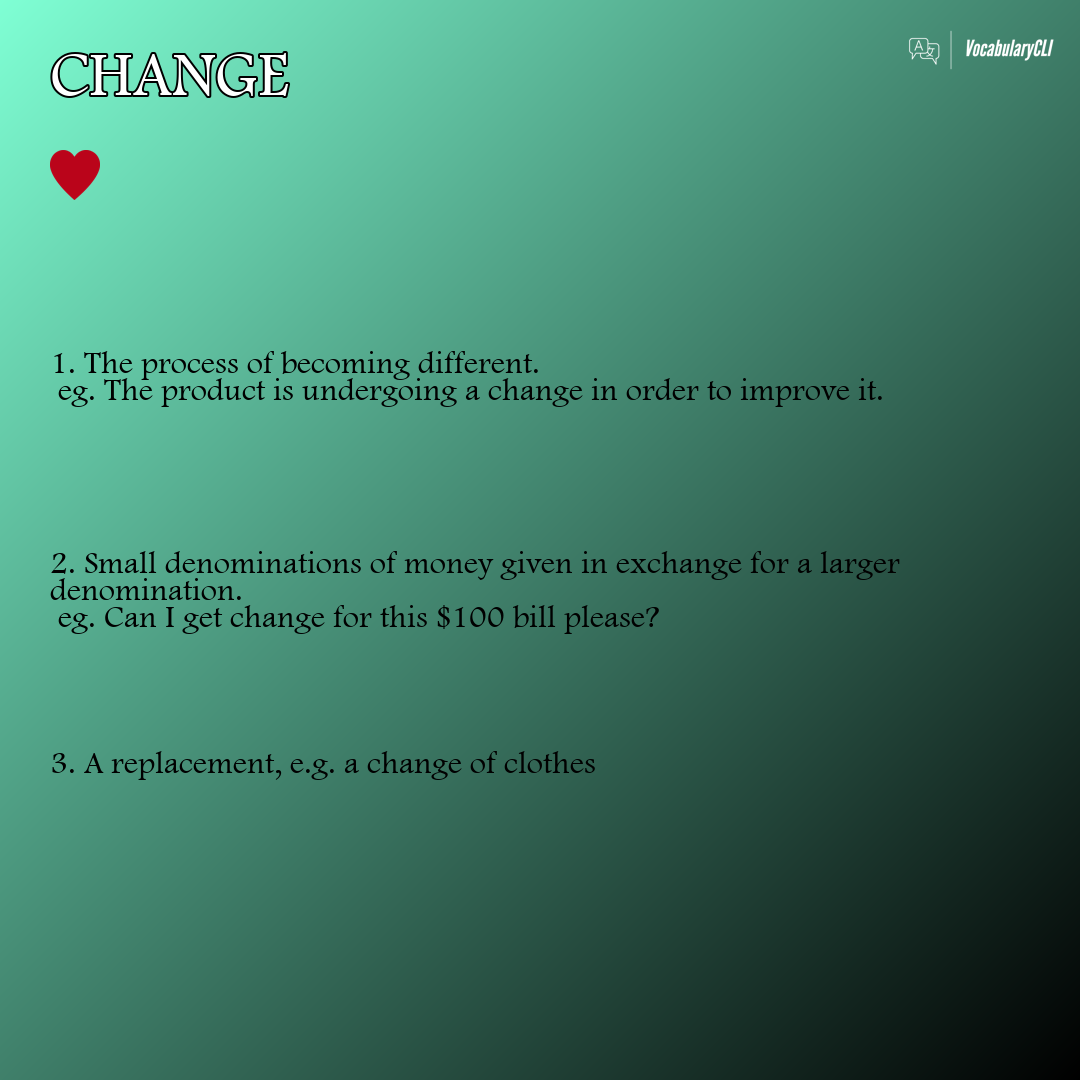 CHANGE
VocabularyCLI
1. The process of becoming different.
eg. The product is undergoing a change in order to improve it.
2. Small denominations of money given in exchange for a larger
denomination.
eg. Can I get change for this $100 bill please?
3. A replacement, e.g. a change of clothes